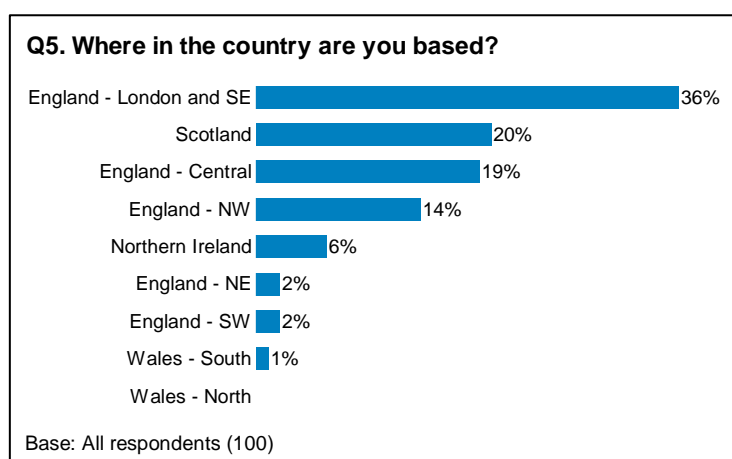 Q5. Where in the country are you based?
England - London and SE 36%
Scotland 20%
England - Central 19%
England - NW 14%
Northern Ireland 6%
England - NE 2%
England - SW 2%
Wales - South 1%
Wales - North
Base: All respondents (100)